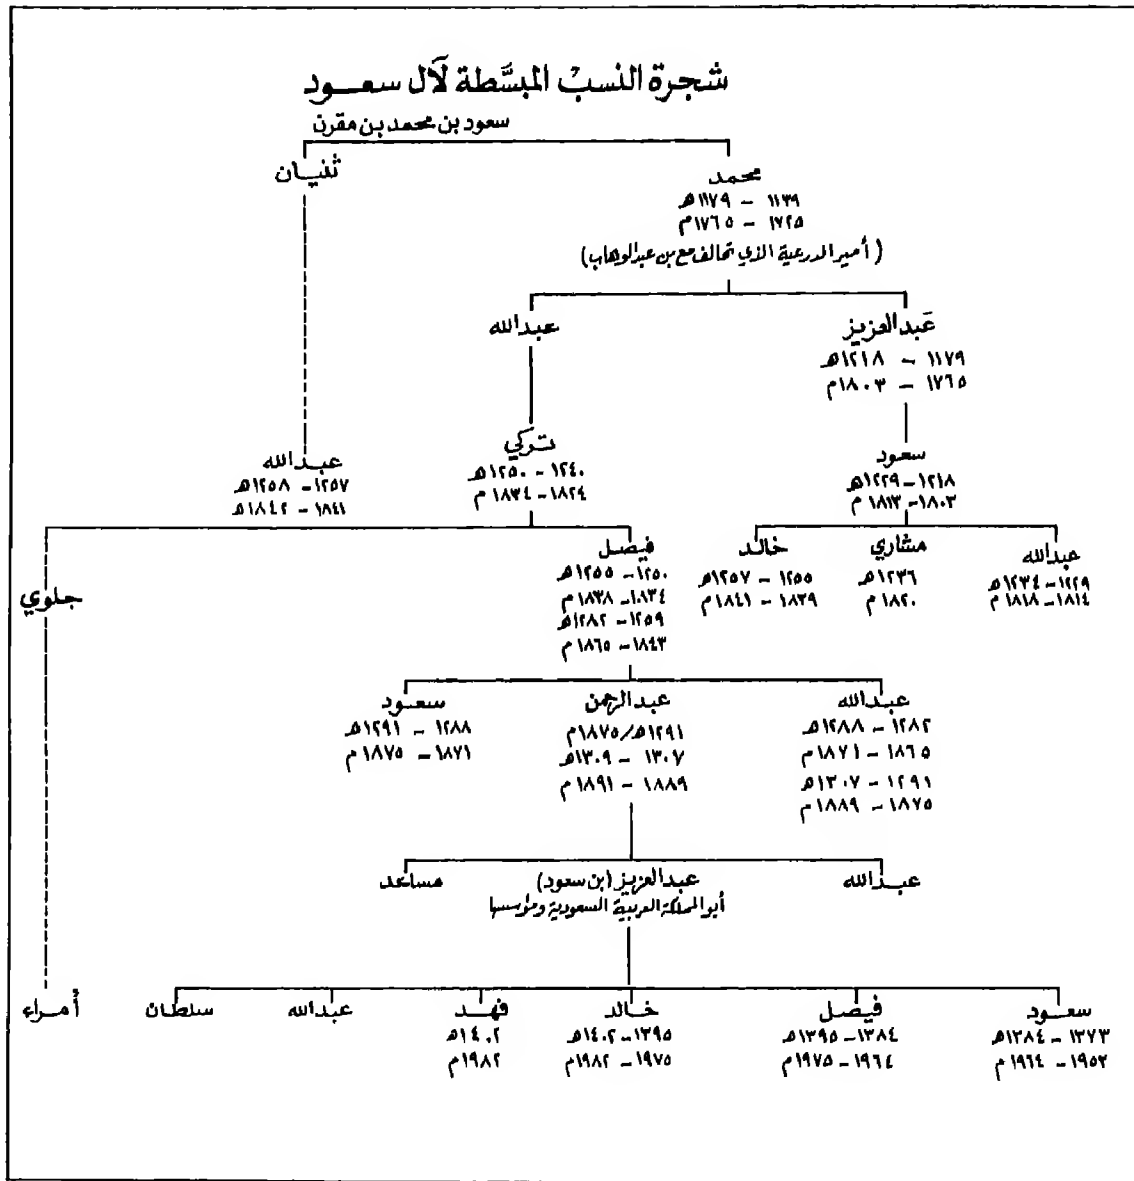 شجرة النسب المبسَّطة لآل سعود
سعود بن محمد بن مقرن
محمد
١١٣٩ – ١١٧٩هـ
١٧٢٥ – ١٧٦٥م
(أمير الدرعية الذي تحالف مع بن عبدالوهاب)
ثنيان
عبدالعزيز
١١٧٩ – ١٢١٨هـ
١٧٦٥ – ١٨٠٣م
عبدالله
سعود
١٢١٨–١٢٢٩هـ
١٨٠٣–١٨١٣م
تركي
١٢٤٠–١٢٥٠هـ
١٨٢٤–١٨٣٤م
عبدالله
١٢٥٧–١٢٥٨هـ
١٨٤١–١٨٤٢هـ
عبدالله
١٢٢٩–١٢٣٤هـ
١٨١٤–١٨١٨م
مشاري
١٢٣٦هـ
١٨٢٠م
خالد
١٢٥٥ – ١٢٥٧هـ
١٨٣٩ – ١٨٤١م
فيصل
١٢٥٠–١٢٥٥هـ
١٨٣٤–١٨٣٨م
١٢٥٩–١٢٨٢هـ
١٨٤٣–١٨٦٥م
جلوي
عبدالله
١٢٨٢ – ١٢٨٨هـ
١٨٦٥ – ١٨٧١م
١٢٩١ – ١٣٠٧هـ
١٨٧٥ – ١٨٨٩م
عبدالرحمن
١٢٩١هـ/١٨٧٥م
١٣٠٧ – ١٣٠٩هـ
١٨٨٩ – ١٨٩١م
سعود
١٢٨٨ – ١٢٩١هـ
١٨٧١ – ١٨٧٥م
عبدالله
عبدالعزيز (ابن سعود)
أبو المملكة العربية السعودية ومؤسسها
مساعد
سعود
١٣٧٣–١٣٨٤هـ
١٩٥٣ – ١٩٦٤م
فيصل
١٣٨٤–١٣٩٥هـ
١٩٦٤–١٩٧٥م
خالد
١٣٩٥–١٤٠٢هـ
١٩٧٥ – ١٩٨٢م
فهد
١٤٠٢هـ
١٩٨٢م
عبدالله
سلطان
أمراء